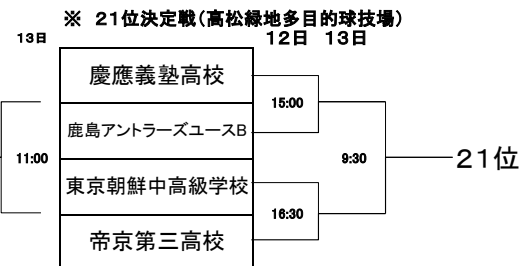 ※ 21位決定戦(高松緑地多目的球技場)
13日
12日 13日
慶應義塾高校
15:00
鹿島アントラーズユースB
11:00
9:30
21位
東京朝鮮中高級学校
16:30
帝京第三高校